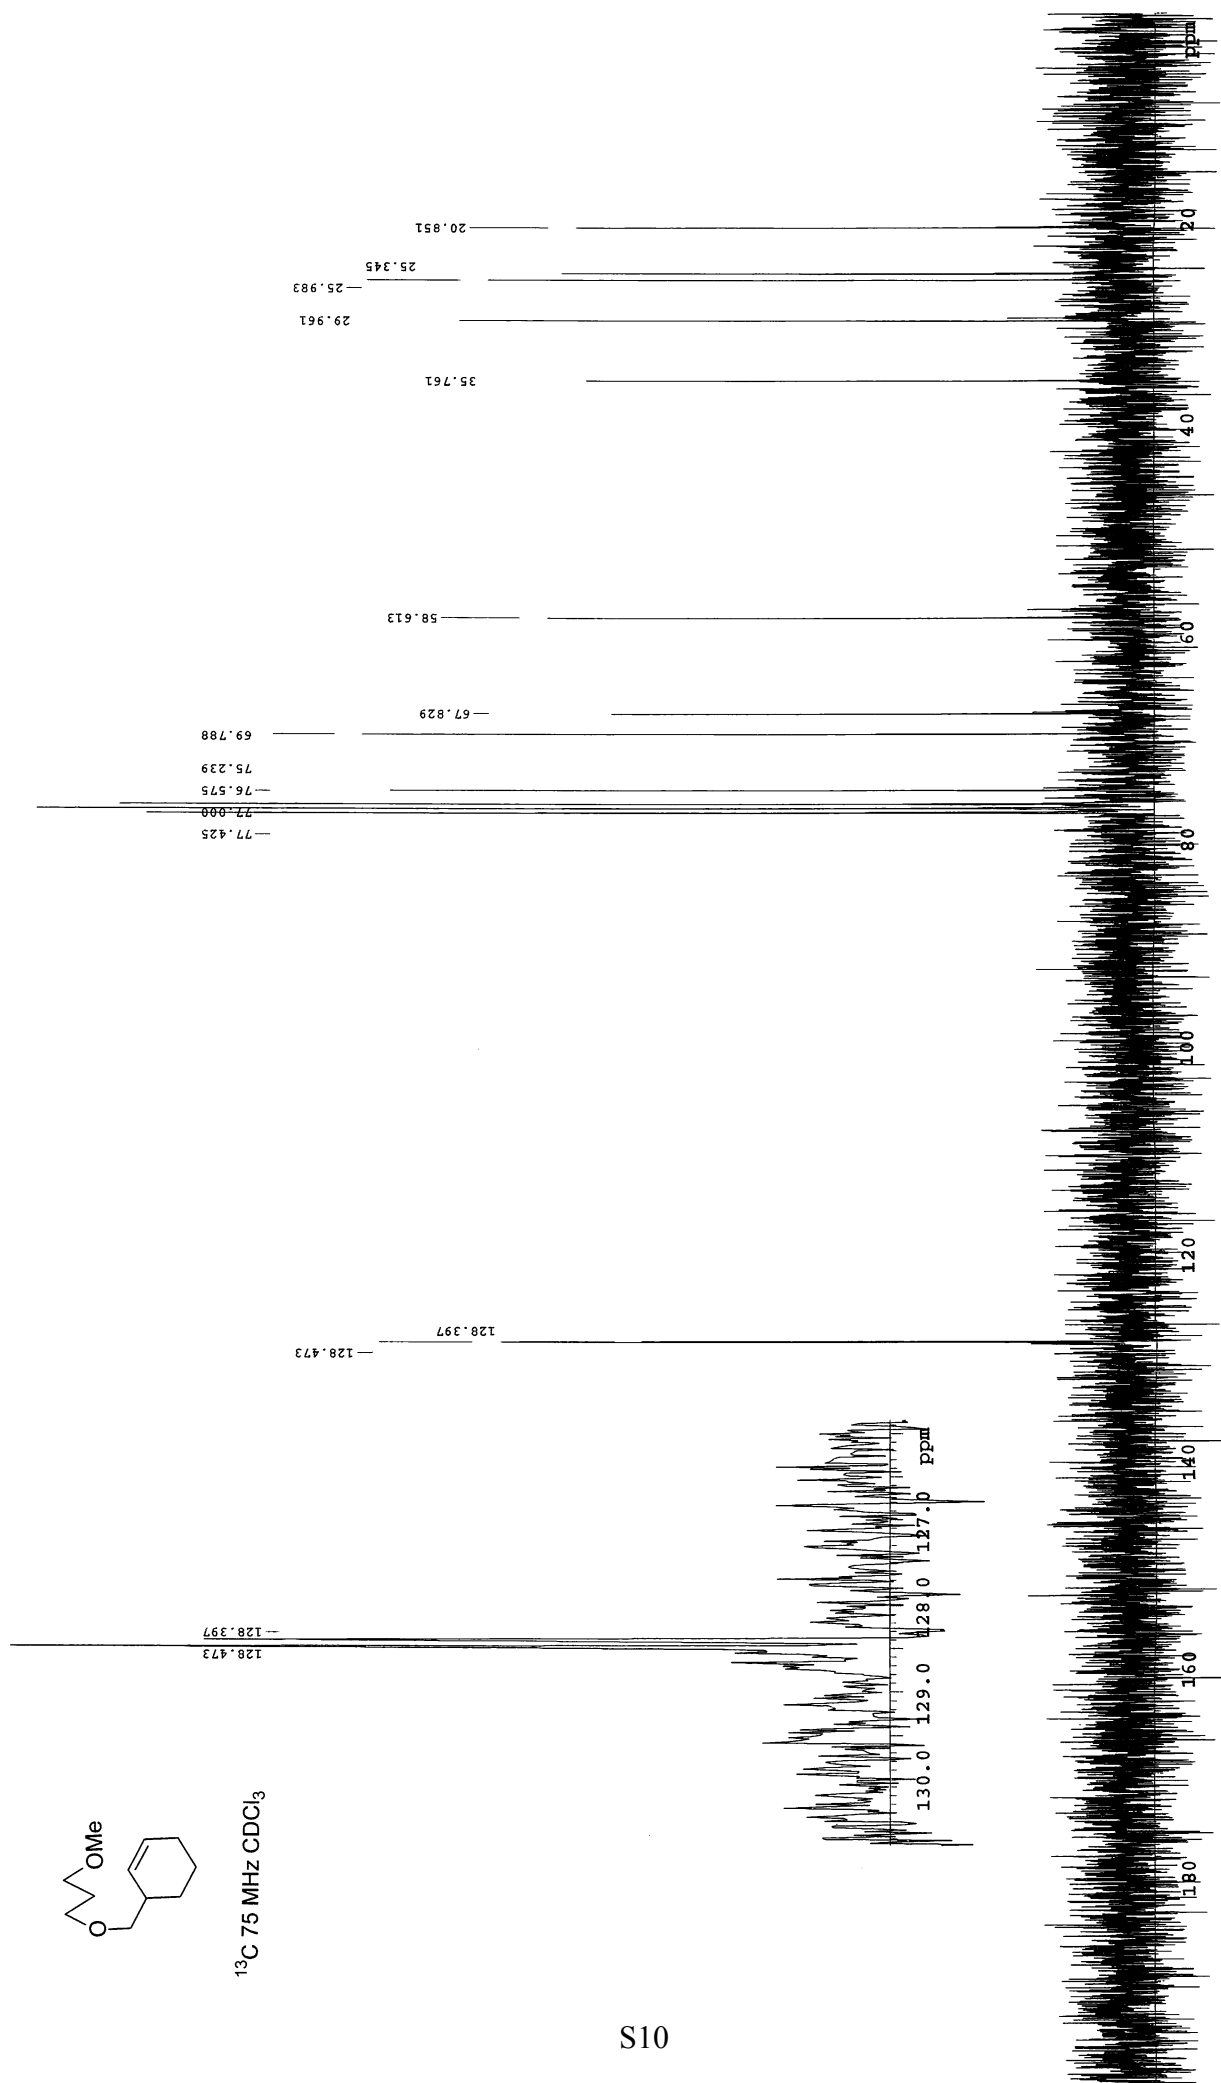 OMe
O
¹³C 75 MHz CDCl₃
128.473
128.397
130.0 129.0 128.0 127.0 ppm
128.473
128.397
77.425
77.000
76.575
75.239
69.788
67.829
58.613
35.761
29.961
25.983
25.345
20.851
180 160 140 120 100 80 60 40 20 ppm
S10